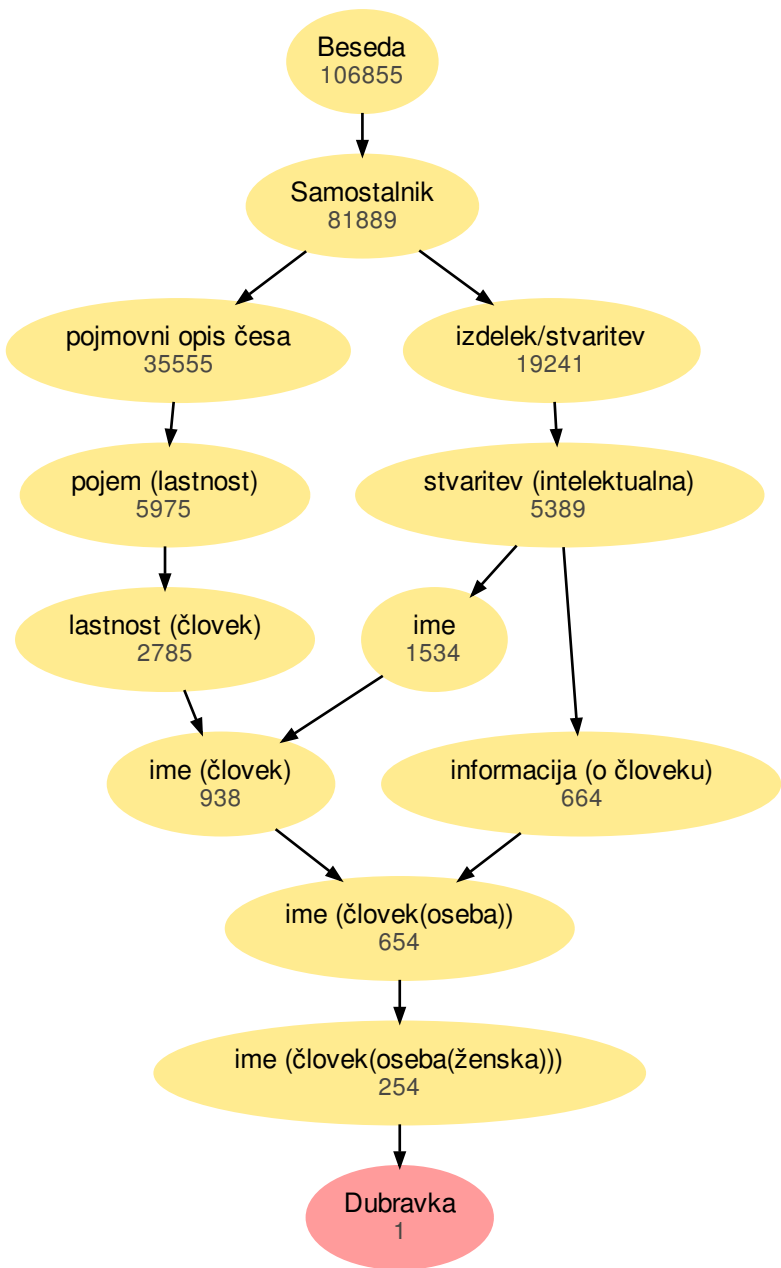 Beseda
106855
Samostalnik
81889
pojmovni opis česa
35555
izdelek/stvaritev
19241
pojem (lastnost)
5975
stvaritev (intelektualna)
5389
lastnost (človek)
2785
ime
1534
ime (človek)
938
informacija (o človeku)
664
ime (človek(oseba))
654
ime (človek(oseba(ženska)))
254
Dubravka
1